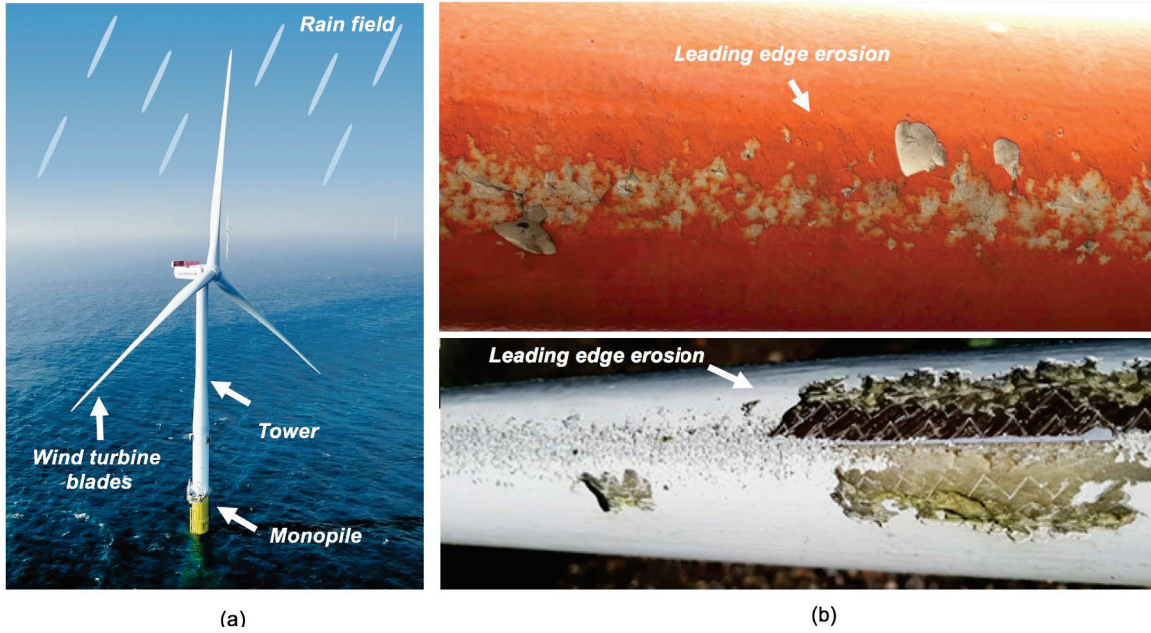 Rain field
Wind turbine
blades
Tower
Monopile
(a)
Leading edge erosion
Leading edge erosion
(b)